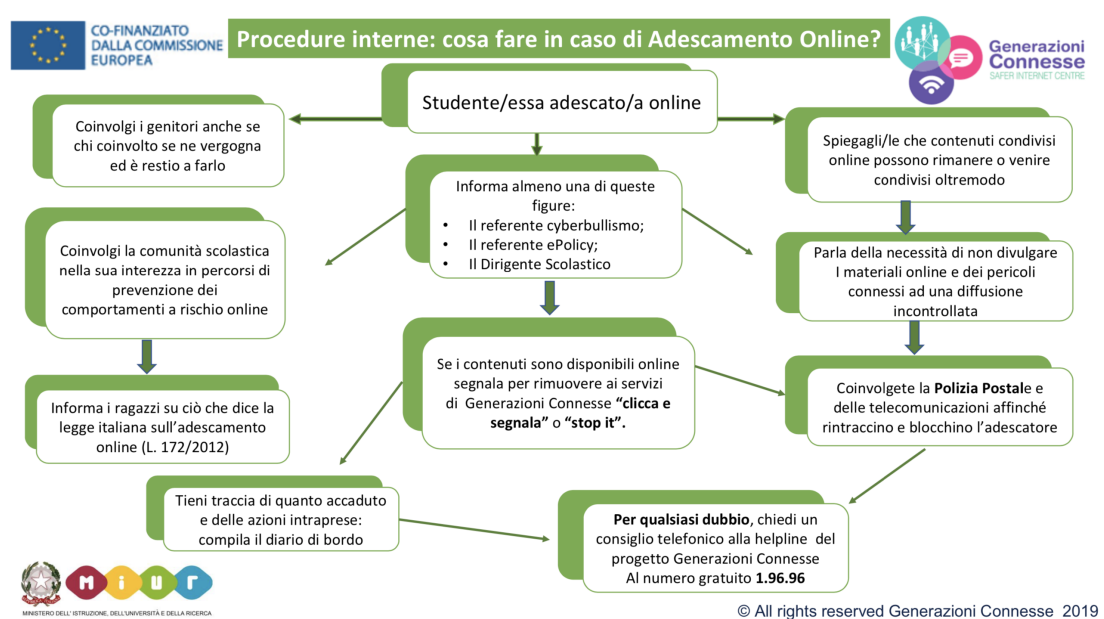 CO-FINANZIATO
DALLA COMMISSIONE
EUROPEA
Procedure interne: cosa fare in caso di Adescamento Online?
Generazioni
Connesse
SAFER INTERNET CENTRE
Studente/essa adescato/a online
Coinvolgi i genitori anche se
chi coinvolto se ne vergogna
ed è restio a farlo
Spiegagli/le che contenuti condivisi
online possono rimanere o venire
condivisi oltremodo
Informa almeno una di queste
figure:
• Il referente cyberbullismo;
• Il referente ePolicy;
• Il Dirigente Scolastico
Coinvolgi la comunità scolastica
nella sua interezza in percorsi di
prevenzione dei
comportamenti a rischio online
Parla della necessità di non divulgare
I materiali online e dei pericoli
connessi ad una diffusione
incontrollata
Se i contenuti sono disponibili online
segnala per rimuovere ai servizi
di Generazioni Connesse “clicca e
segnala” o “stop it”.
Informa i ragazzi su ciò che dice la
legge italiana sull’adescamento
online (L. 172/2012)
Coinvolgete la Polizia Postale e
delle telecomunicazioni affinché
rintraccino e blocchino l’adescatore
Tieni traccia di quanto accaduto
e delle azioni intraprese:
compila il diario di bordo
Per qualsiasi dubbio, chiedi un
consiglio telefonico alla helpline del
progetto Generazioni Connesse
Al numero gratuito 1.96.96
MIUR
MINISTERO DELL’ ISTRUZIONE, DELL’UNIVERSITÀ E DELLA RICERCA
© All rights reserved Generazioni Connesse 2019